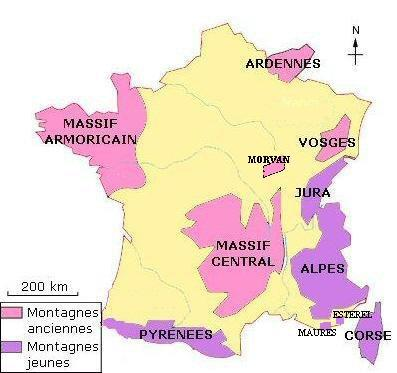 N
ARDENNES
MASSIF
ARMORICAIN
VOSGES
MORVAN
JURA
MASSIF
CENTRAL
ALPES
200 km
ESTEREL
MAURES
CORSE
PYRENEES
Montagnes
anciennes
Montagnes
jeunes